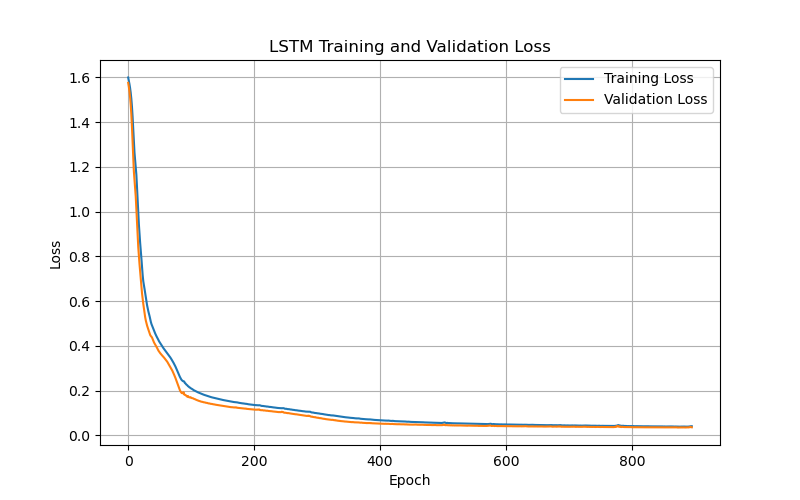 LSTM Training and Validation Loss
Training Loss
Validation Loss
1.6
1.4
1.2
1.0
0.8
0.6
0.4
0.2
0.0
Loss
0 200 400 600 800
Epoch